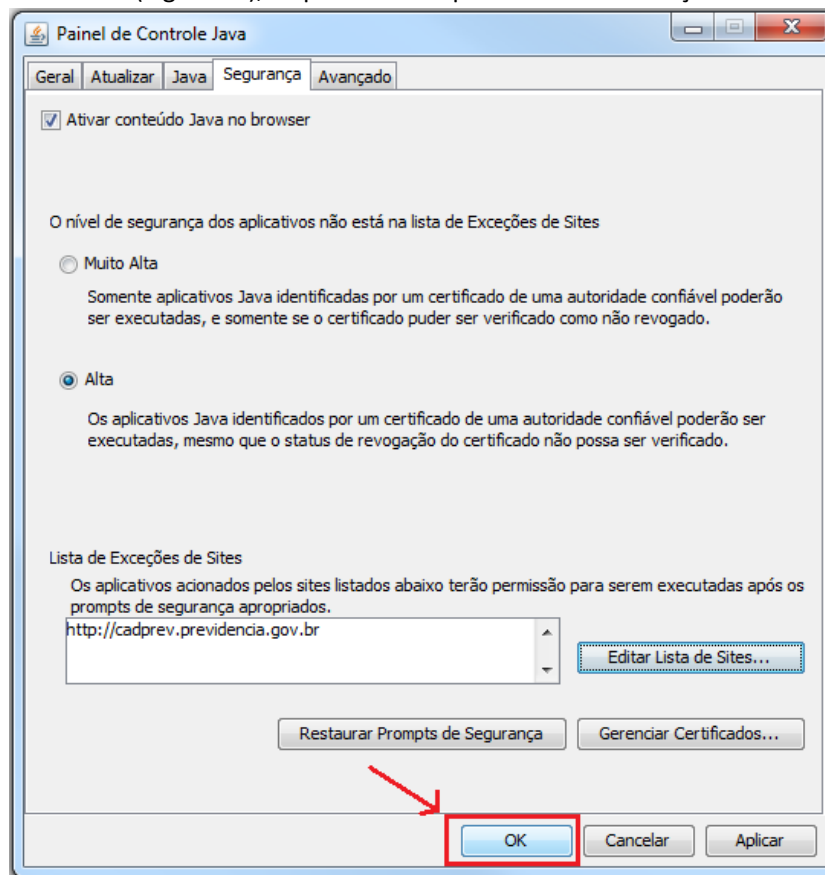 Painel de Controle Java
Geral Atualizar Java Segurança Avançado
Ativar conteúdo Java no browser
O nível de segurança dos aplicativos não está na lista de Exceções de Sites
Muito Alta
Somente aplicativos Java identificadas por um certificado de uma autoridade confiável poderão
ser executadas, e somente se o certificado puder ser verificado como não revogado.
Alta
Os aplicativos Java identificados por um certificado de uma autoridade confiável poderão ser
executadas, mesmo que o status de revogação do certificado não possa ser verificado.
Lista de Exceções de Sites
Os aplicativos acionados pelos sites listados abaixo terão permissão para serem executadas após os
prompts de segurança apropriados.
http://cadprev.previdencia.gov.br
Editar Lista de Sites...
Restaurar Prompts de Segurança Gerenciar Certificados...
OK Cancelar Aplicar